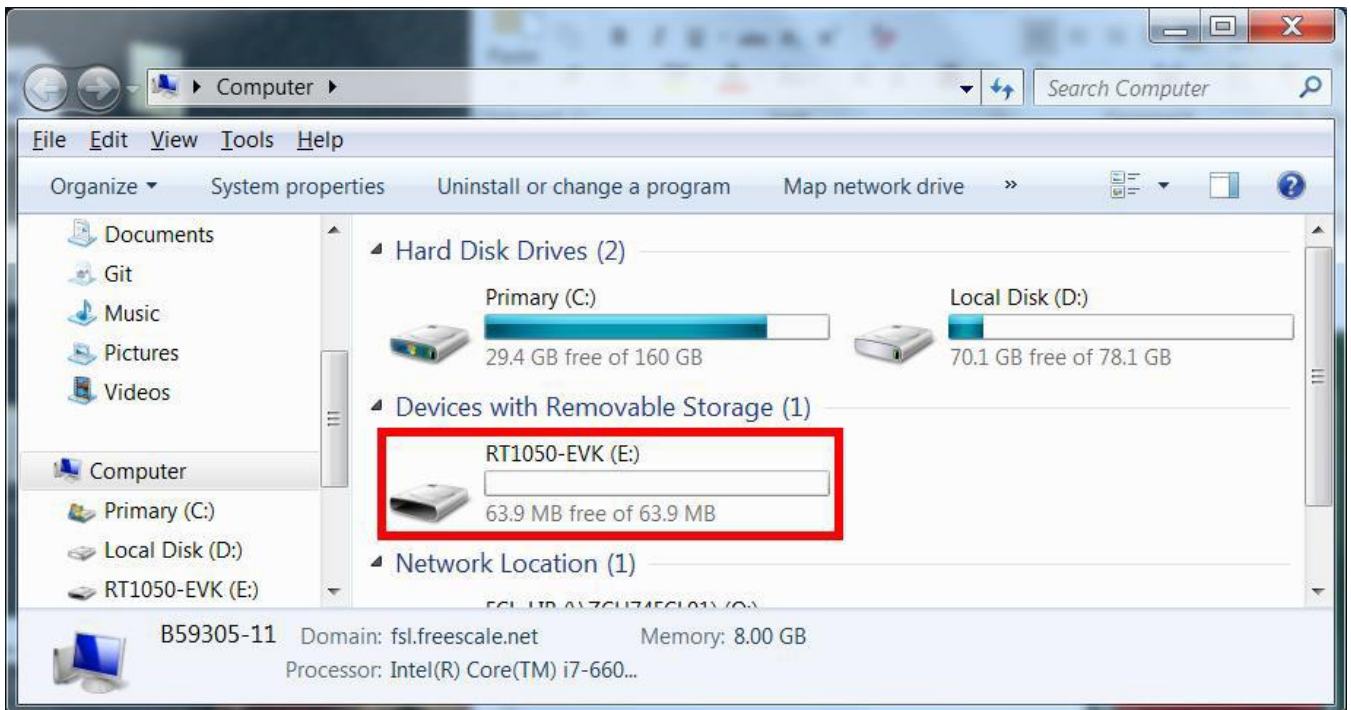 Computer
Search Computer
File Edit View Tools Help
Organize System properties Uninstall or change a program Map network drive »
Documents
Git
Music
Pictures
Videos
Computer
Primary (C:)
Local Disk (D:)
RT1050-EVK (E:)
Hard Disk Drives (2)
Primary (C:)
29.4 GB free of 160 GB
Local Disk (D:)
70.1 GB free of 78.1 GB
Devices with Removable Storage (1)
RT1050-EVK (E:)
63.9 MB free of 63.9 MB
Network Location (1)
B59305-11 Domain: fsl.freescale.net Memory: 8.00 GB
Processor: Intel(R) Core(TM) i7-660...